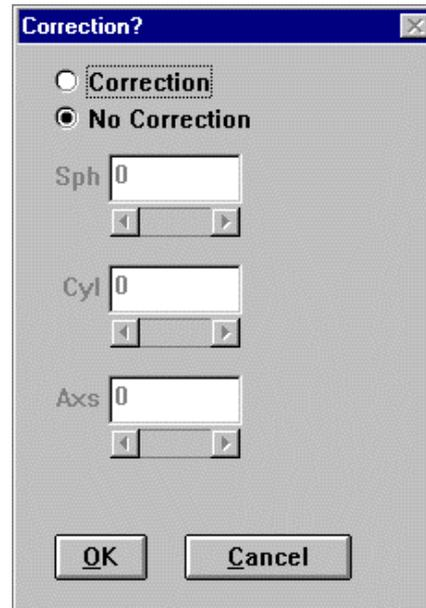 Correction?
Correction
No Correction
Sph 0
Cyl 0
Axs 0
OK Cancel